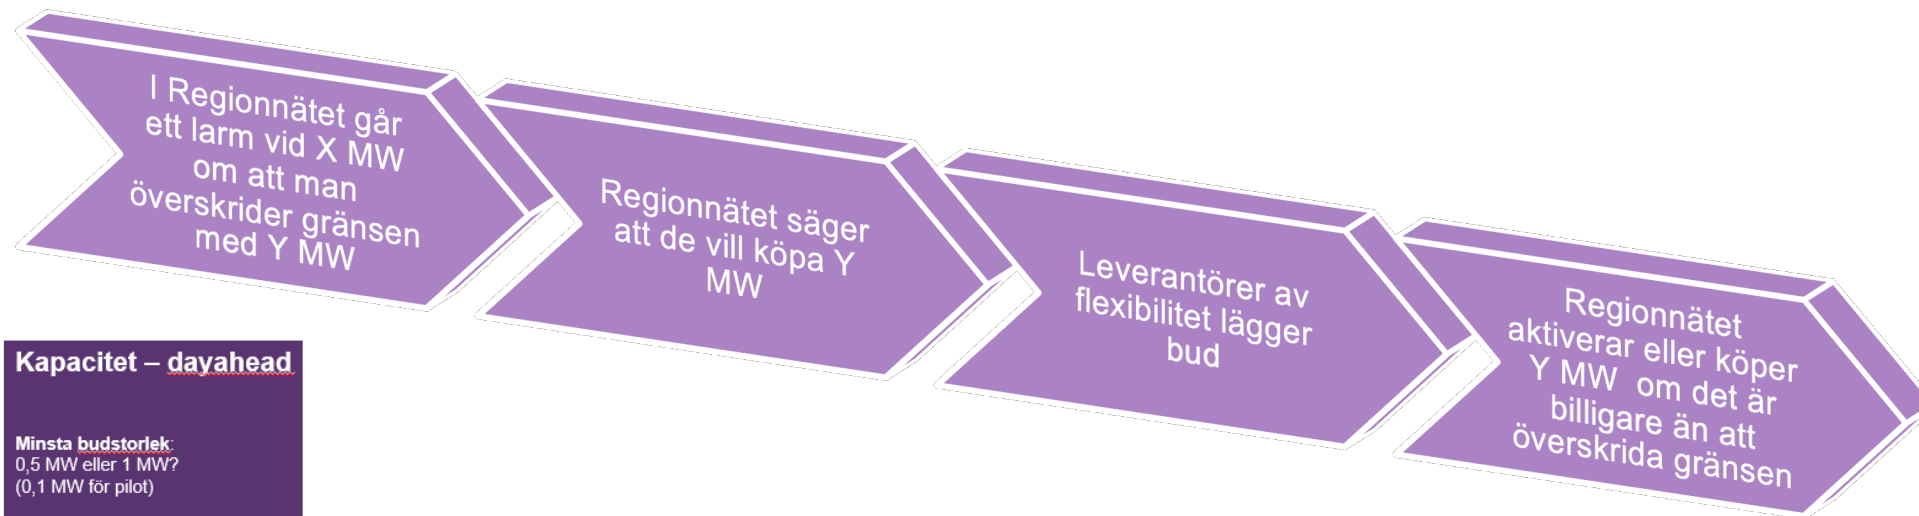 I Regionnätet går
ett larm vid X MW
om att man
överskrider gränsen
med Y MW
Regionnätet säger
att de vill köpa Y
MW
Leverantörer av
flexibilitet lägger
bud
Regionnätet
aktiverar eller köper
Y MW  om det är
billigare än att
överskrida gränsen
Kapacitet – dayahead
Minsta budstorlek:
0,5 MW eller 1 MW?
(0,1 MW för pilot)